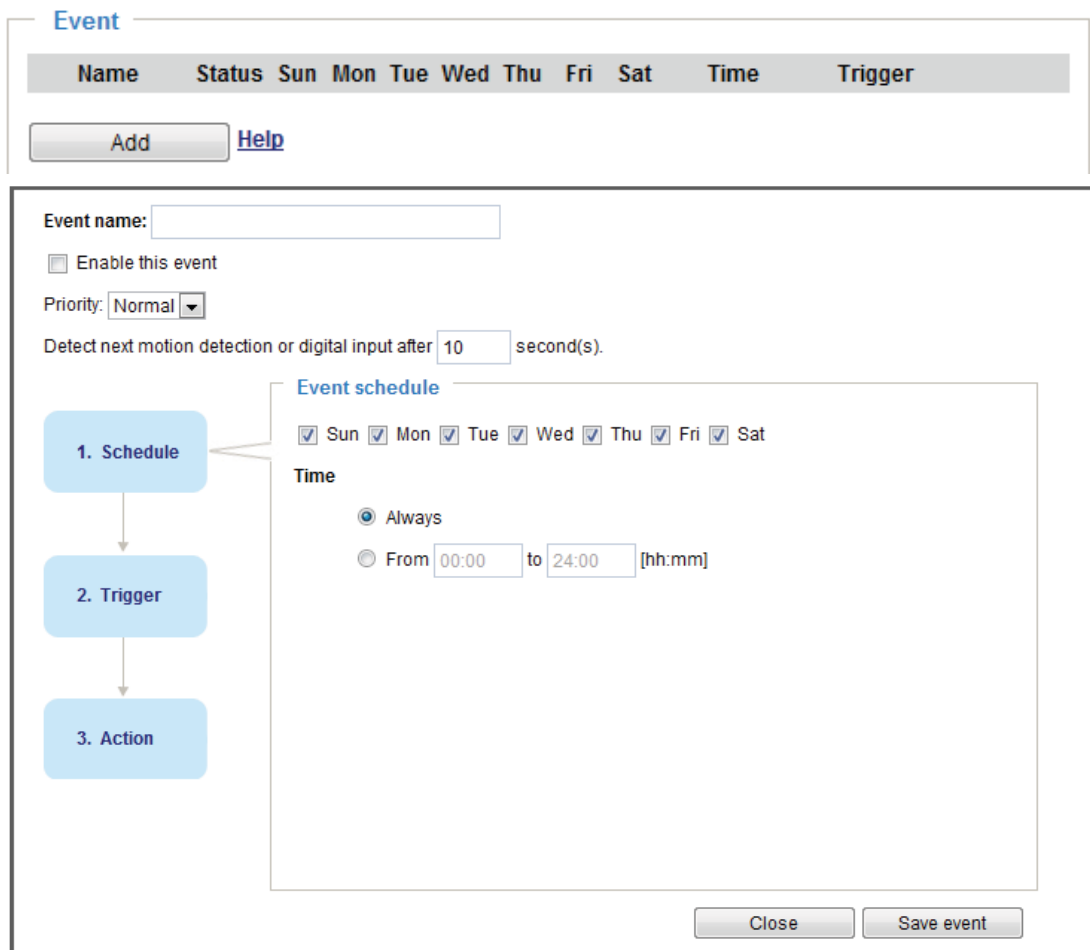 Event
Name Status Sun Mon Tue Wed Thu Fri Sat Time Trigger
Add Help
Event name:
Enable this event
Priority: Normal
Detect next motion detection or digital input after 10 second(s).
Event schedule
1. Schedule
Sun Mon Tue Wed Thu Fri Sat
Time
Always
From 00:00 to 24:00 [hh:mm]
2. Trigger
3. Action
Close Save event